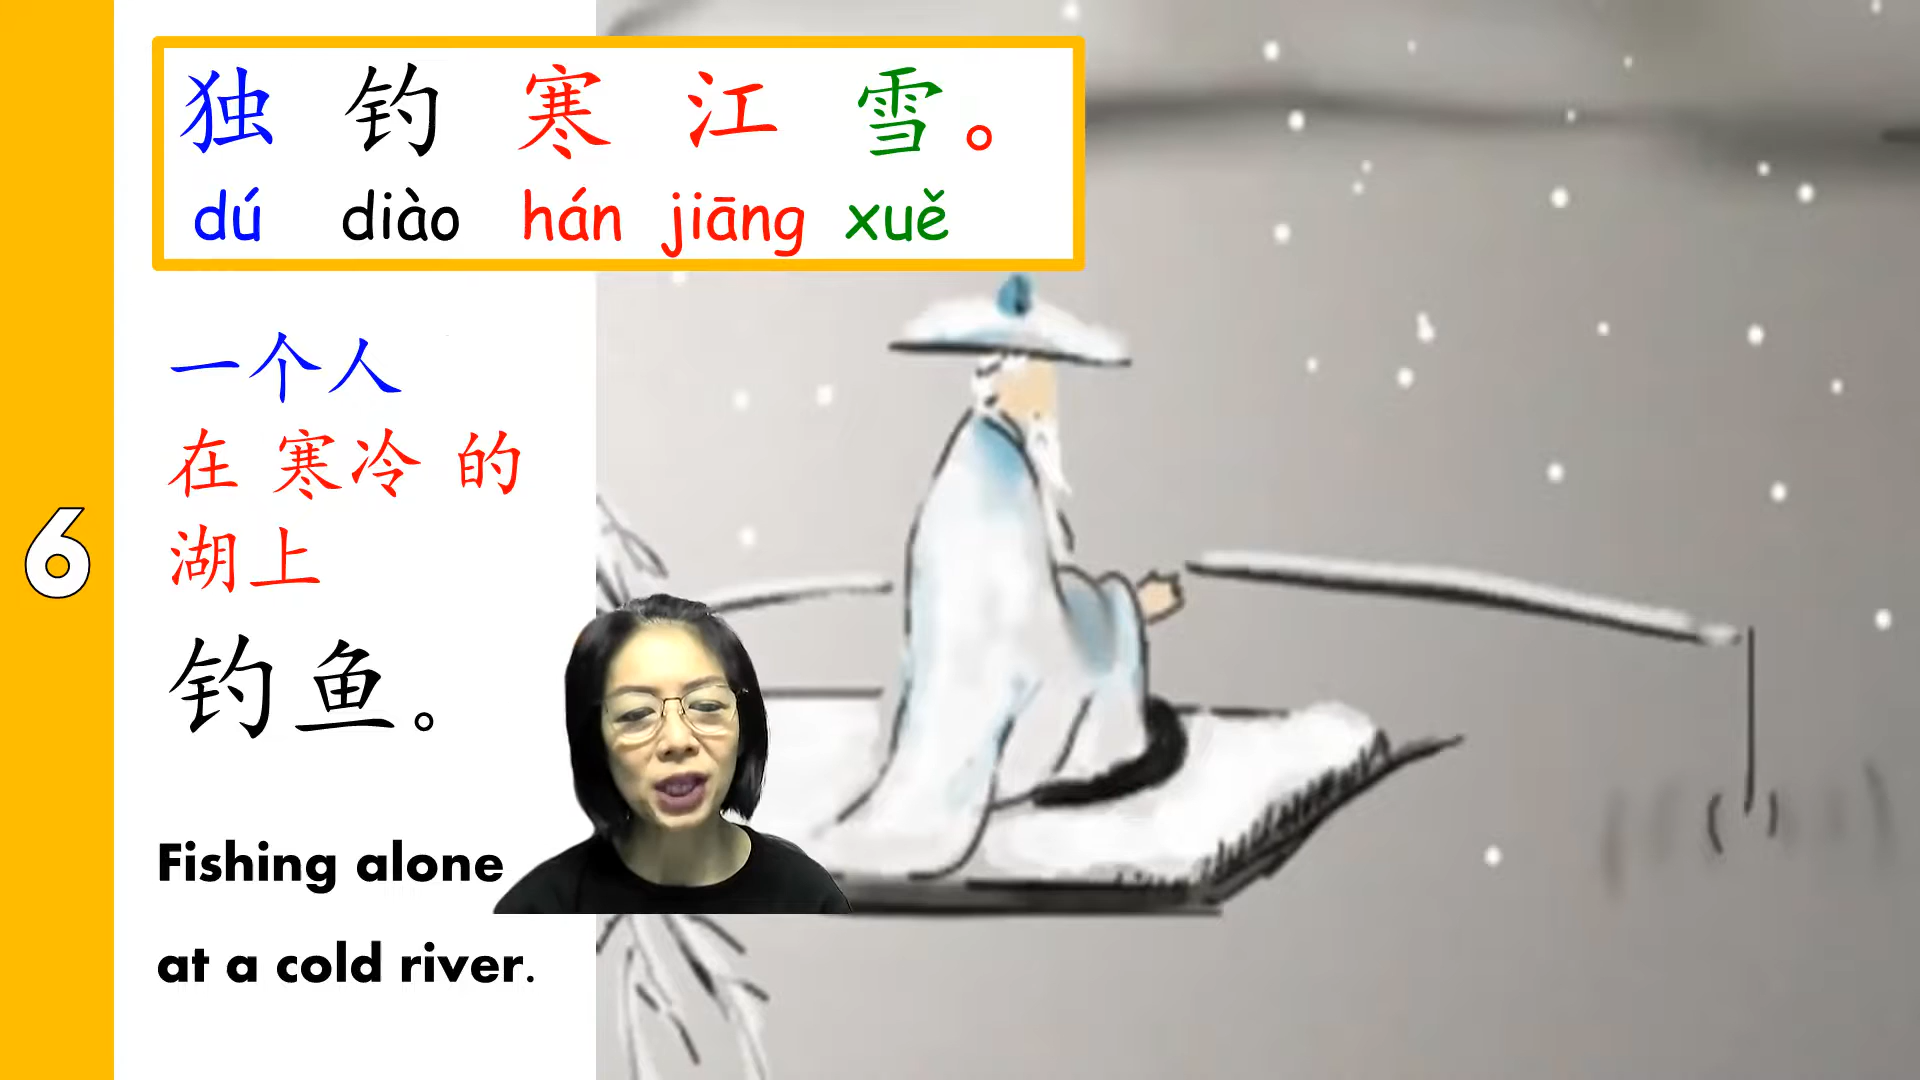 独 钓 寒 江 雪。
dú diào hán jiāng xuě
一个人
在 寒冷 的
湖上
钓鱼。
6
Fishing alone
at a cold river.